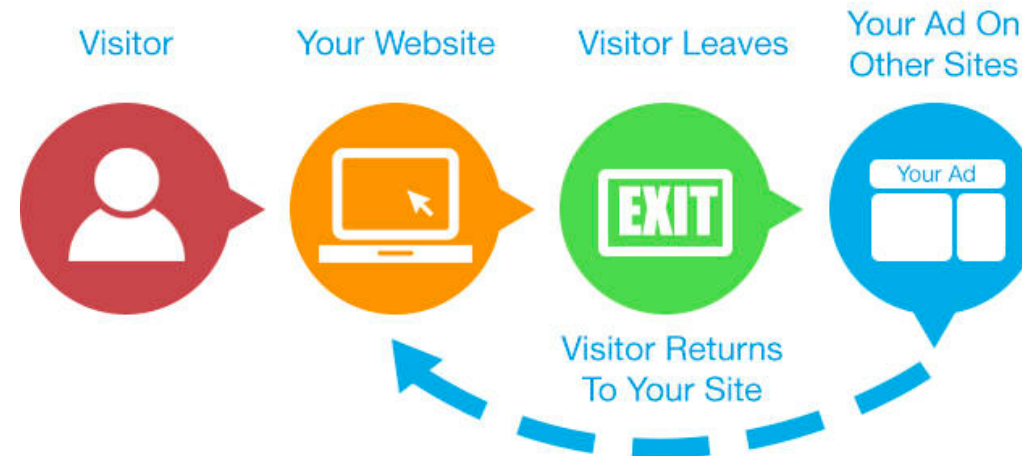 Visitor
Your Website
Visitor Leaves
Your Ad On
Other Sites
Your Ad
EXIT
Visitor Returns
To Your Site